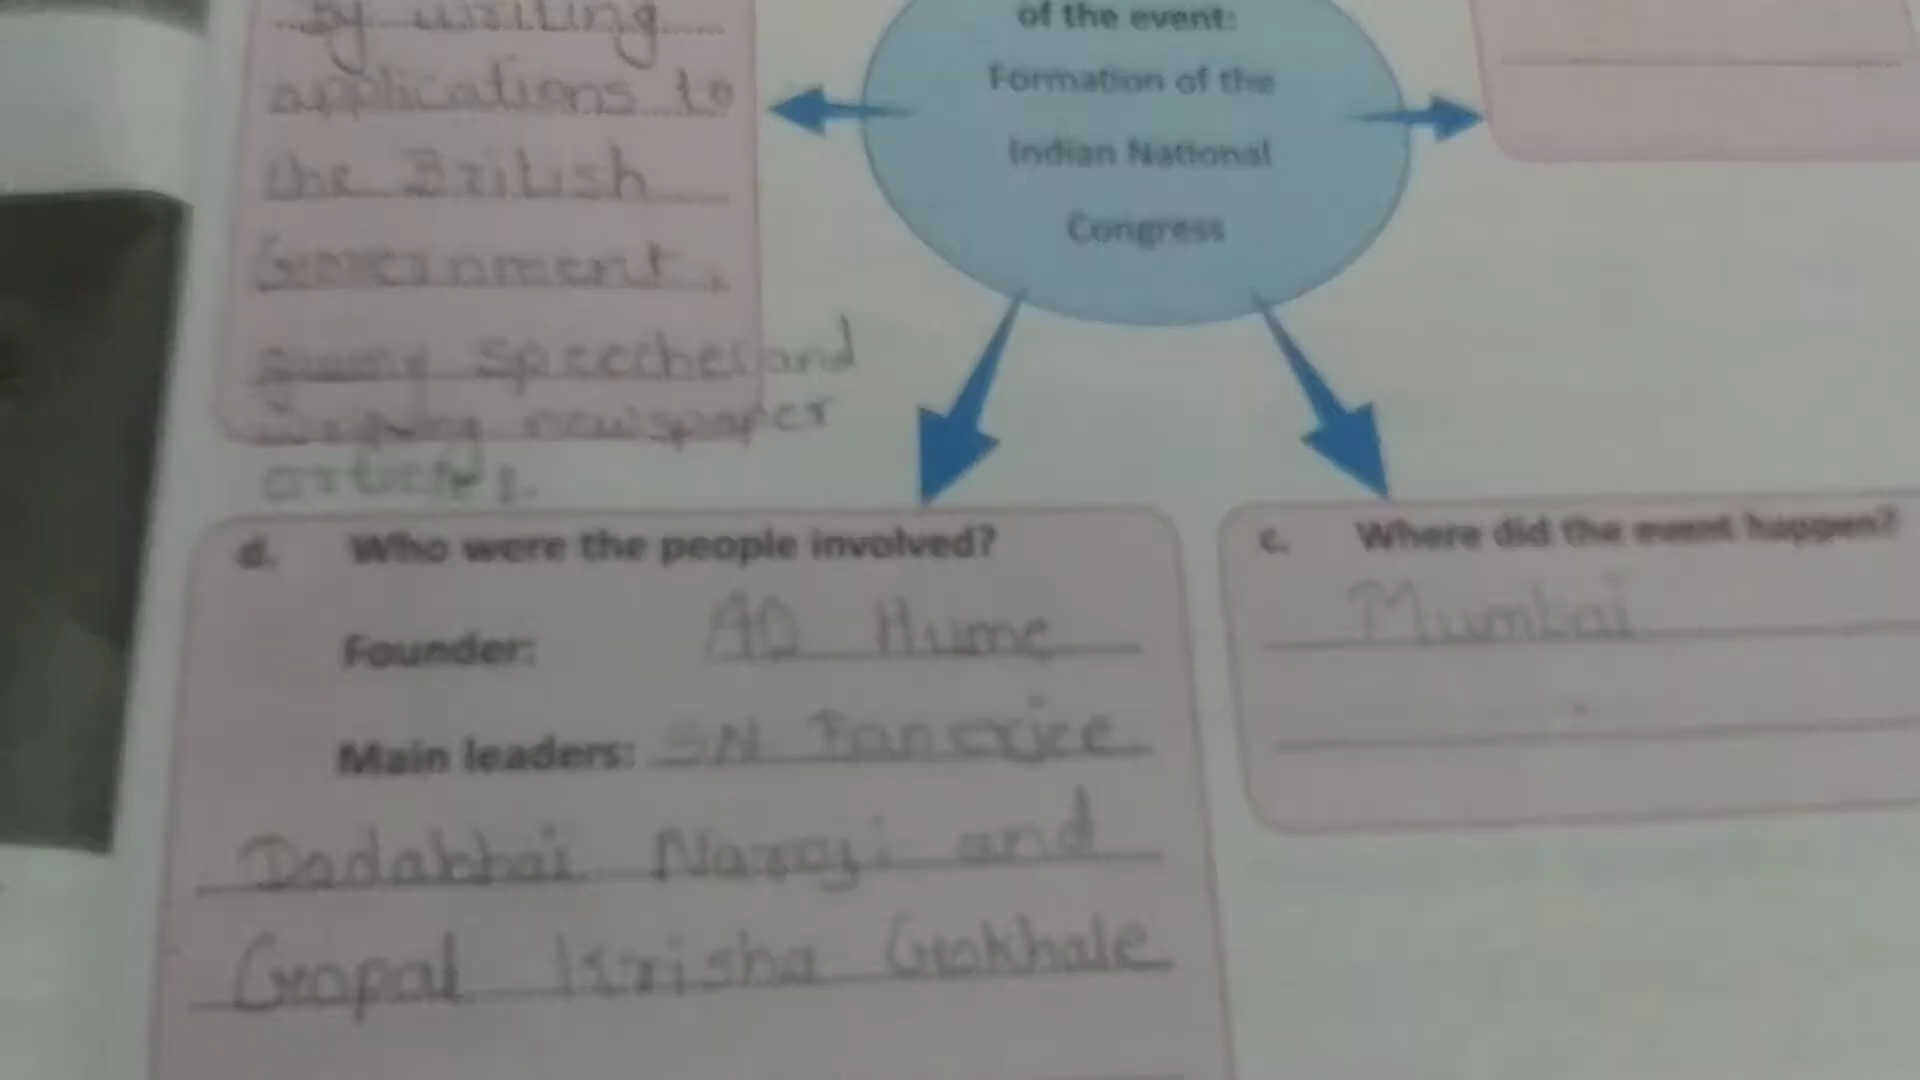 By writing
applications to
the British
Government,
giving speeches and
newspaper
articles.
of the event:
Formation of the
Indian National
Congress
d. Who were the people involved?
Founder: AO Hume
Main leaders: SN Banerjee
Dadabhai Naroji and
Gopal Krisha Gokhale
c. Where did the event happen?
Mumbai